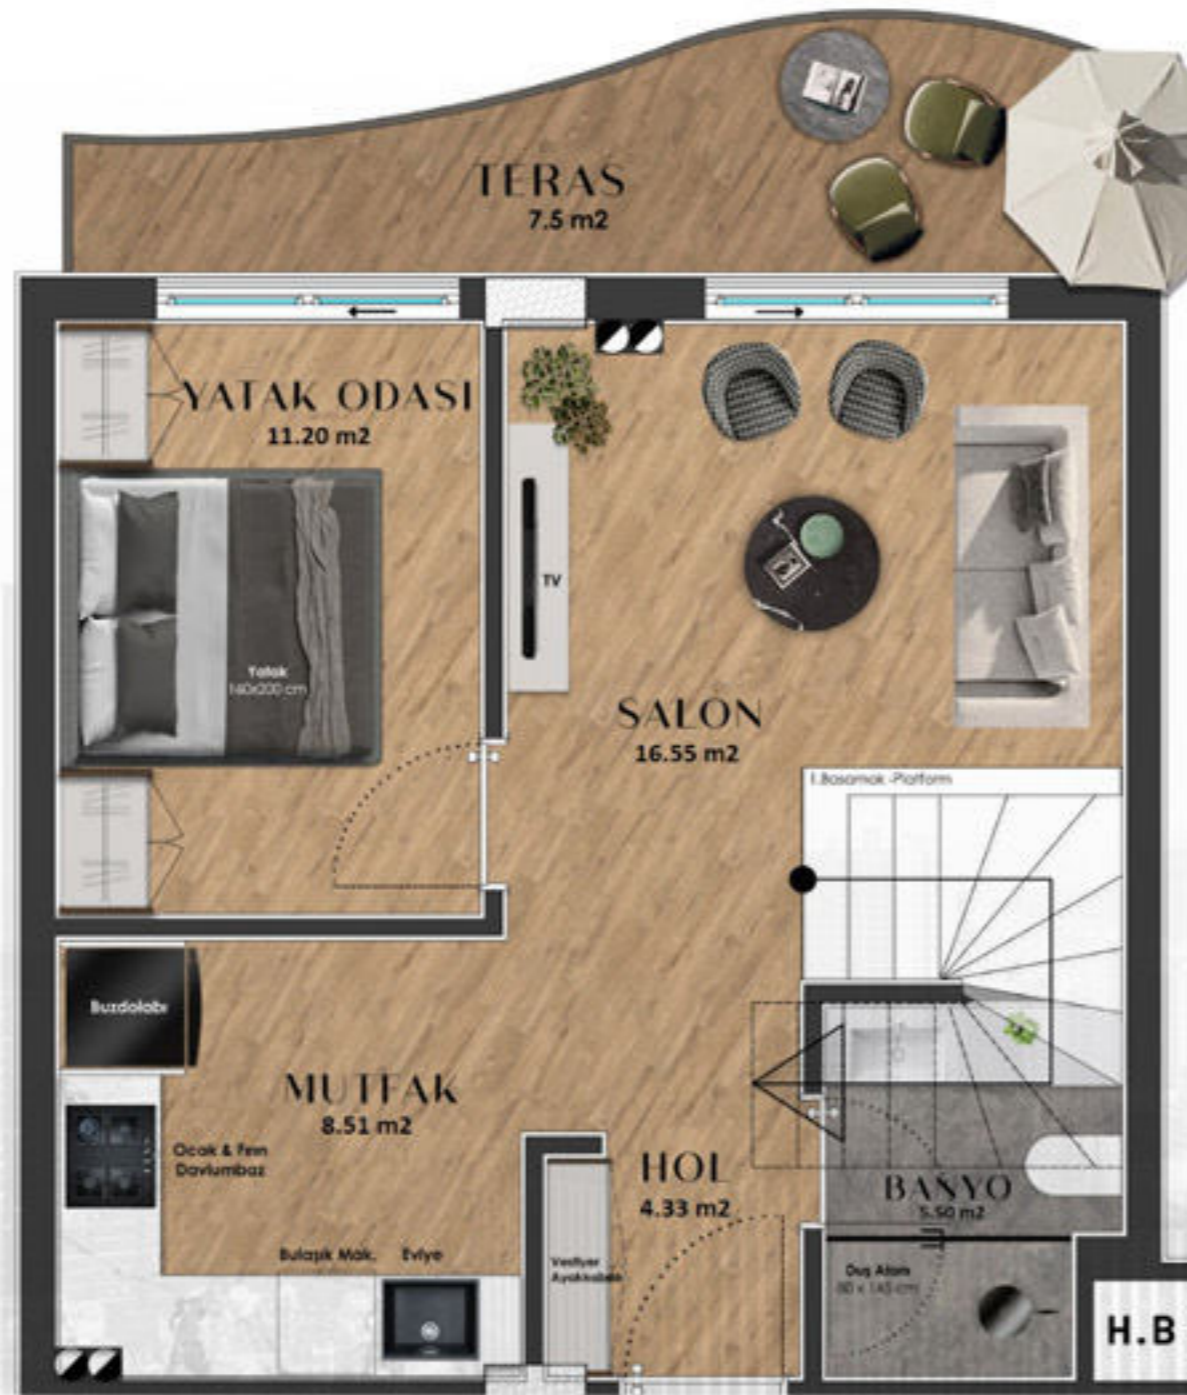 TERAS
7.5 m2
YATAK ODASI
11.20 m2
TV
Yatak
160x200 cm
SALON
16.55 m2
1.Basamak -Platform
Buzdolabı
MUTFAK
8.51 m2
Ocak & Fırın
Davlumbaz
HOL
4.33 m2
BANYO
5.50 m2
Bulaşık Mak.
Eviye
Vestiyer
Ayakkabılık
Duş Alanı
80 x 145 cm
H.B